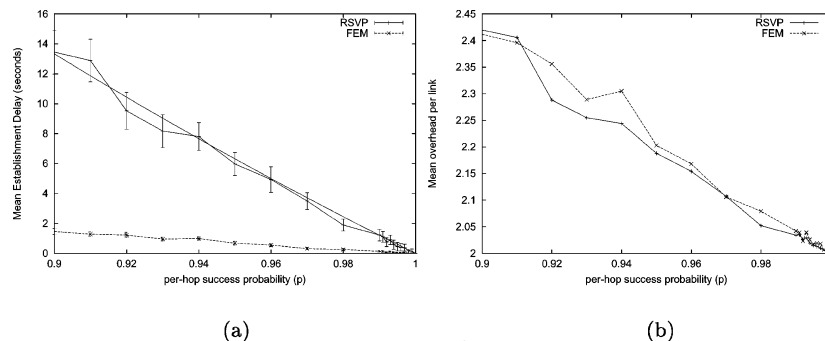 RSVP
FEM
16
14
12
10
8
6
4
2
0
Mean Establishment Delay (seconds)
0.9 0.92 0.94 0.96 0.98 1
per-hop success probability (p)
(a)
RSVP
FEM
2.45
2.4
2.35
2.3
2.25
2.2
2.15
2.1
2.05
2
Mean overhead per link
0.9 0.92 0.94 0.96 0.98
per-hop success probability (p)
(b)